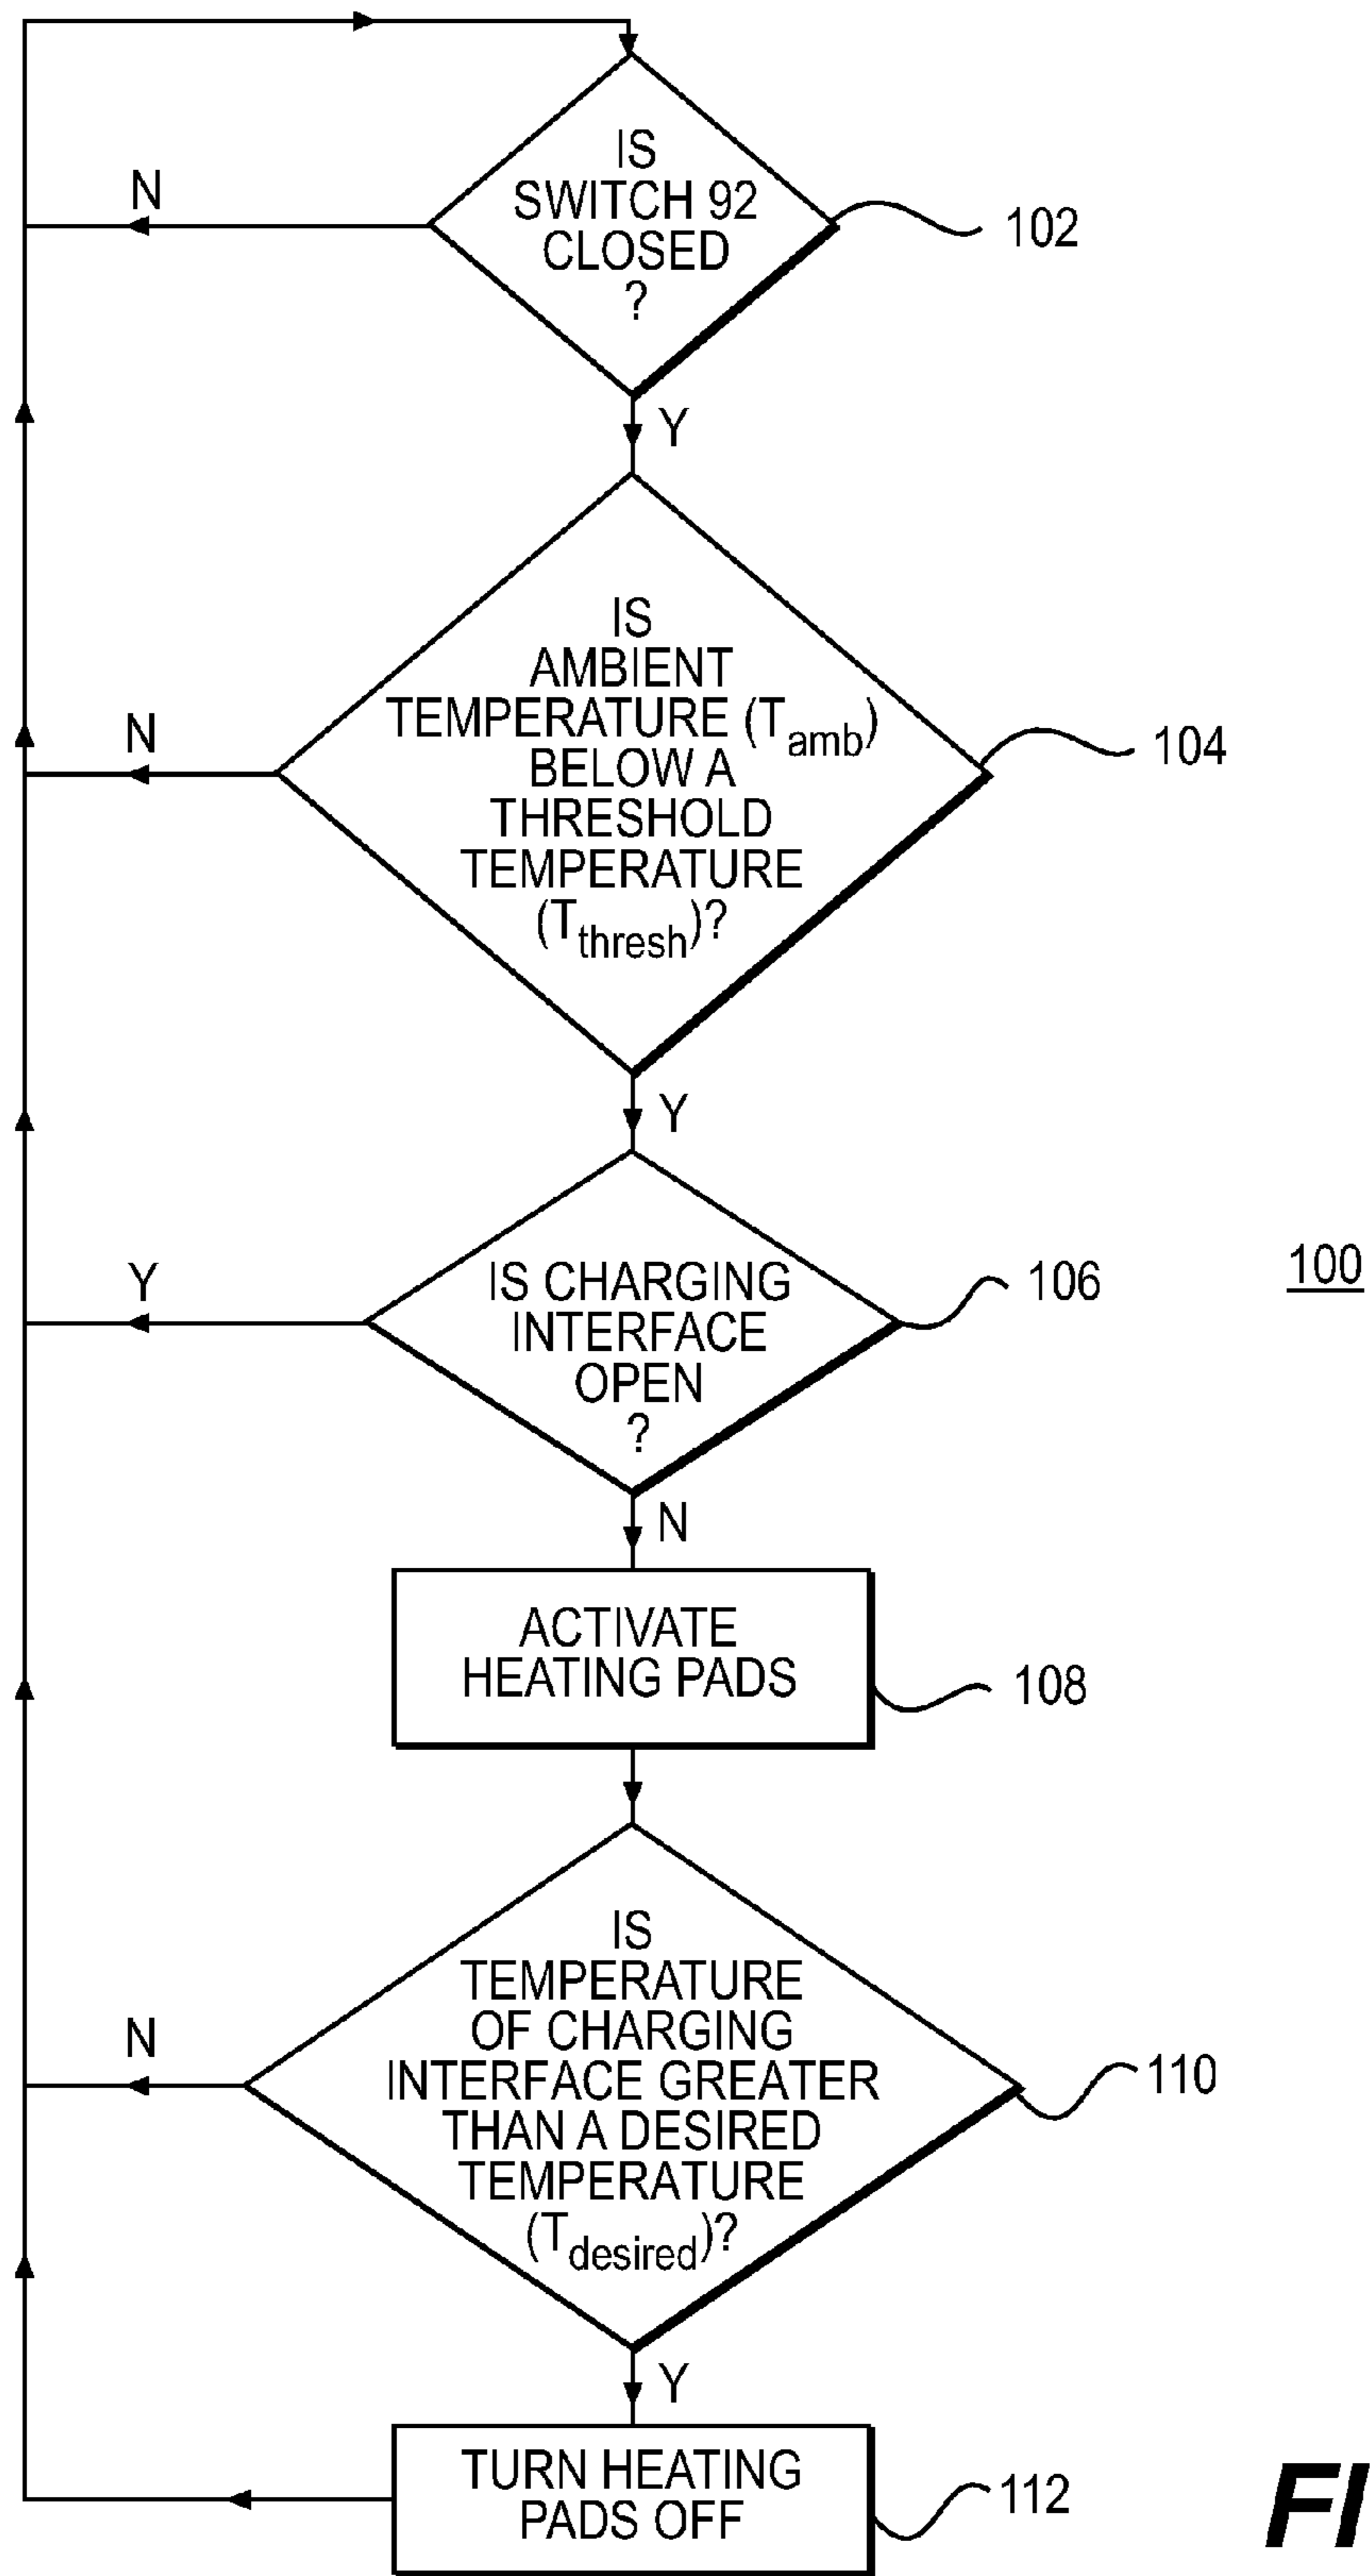 IS
SWITCH 92
CLOSED
?
N
102
Y
IS
AMBIENT
TEMPERATURE (Tamb)
BELOW A
THRESHOLD
TEMPERATURE
(Tthresh)?
N
104
Y
IS CHARGING
INTERFACE
OPEN
?
Y
106
100
N
ACTIVATE
HEATING PADS
108
IS
TEMPERATURE
OF CHARGING
INTERFACE GREATER
THAN A DESIRED
TEMPERATURE
(Tdesired)?
N
110
Y
TURN HEATING
PADS OFF
112
FI